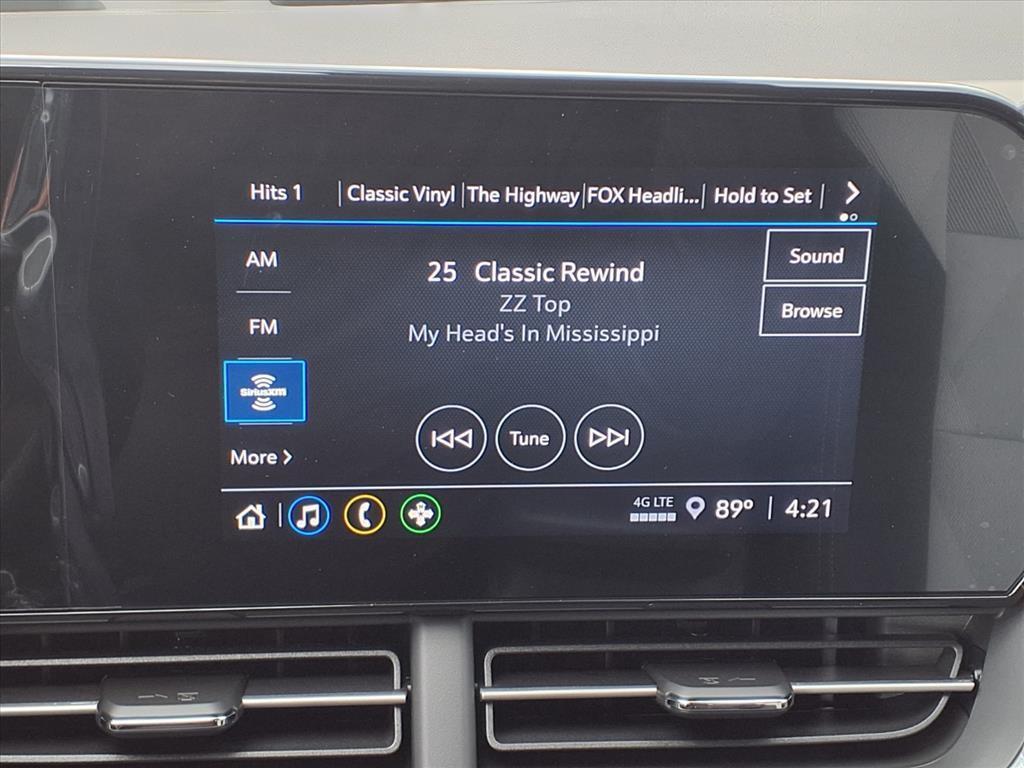 Hits 1 Classic Vinyl The Highway FOX Headli... Hold to Set
Sound
AM
25 Classic Rewind
ZZ Top
Browse
FM
My Head's In Mississippi
SiriusXM
Tune
More
4G LTE
89° 4:21